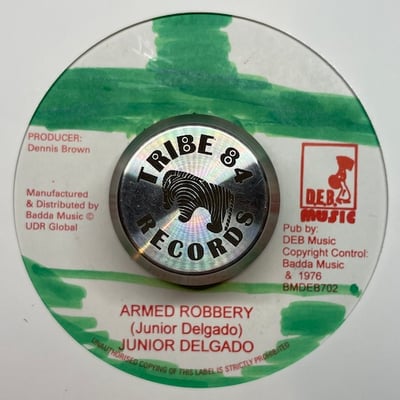 PRODUCER:
Dennis Brown
Manufactured
& Distributed by
Badda Music ©
UDR Global
TRIBE 84
RECORDS
D.E.B.
MUSIC
Pub by:
DEB Music
Copyright Control:
Badda Music
& 1976
BMDEB702
ARMED ROBBERY
(Junior Delgado)
JUNIOR DELGADO
UNAUTHORISED COPYING OF THIS LABEL IS STRICTLY PROHIBITED